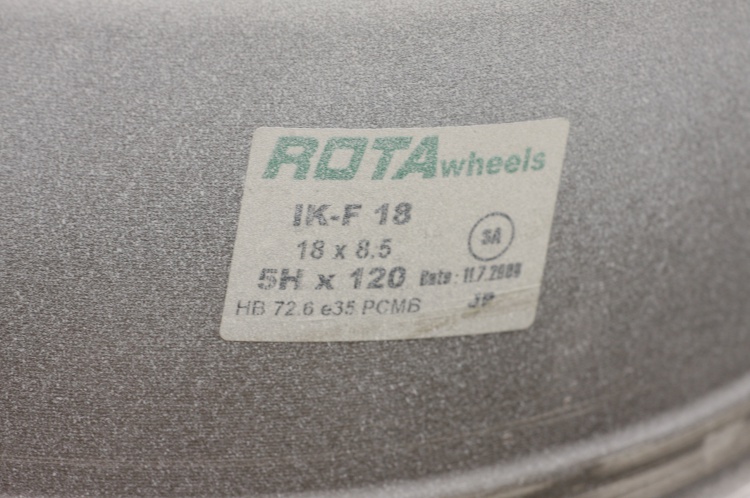 ROTA wheels
IK-F 18
18 x 8.5
3A
5H x 120
Date : 11.7.2008
HB 72.6 e35 PCMB
JP